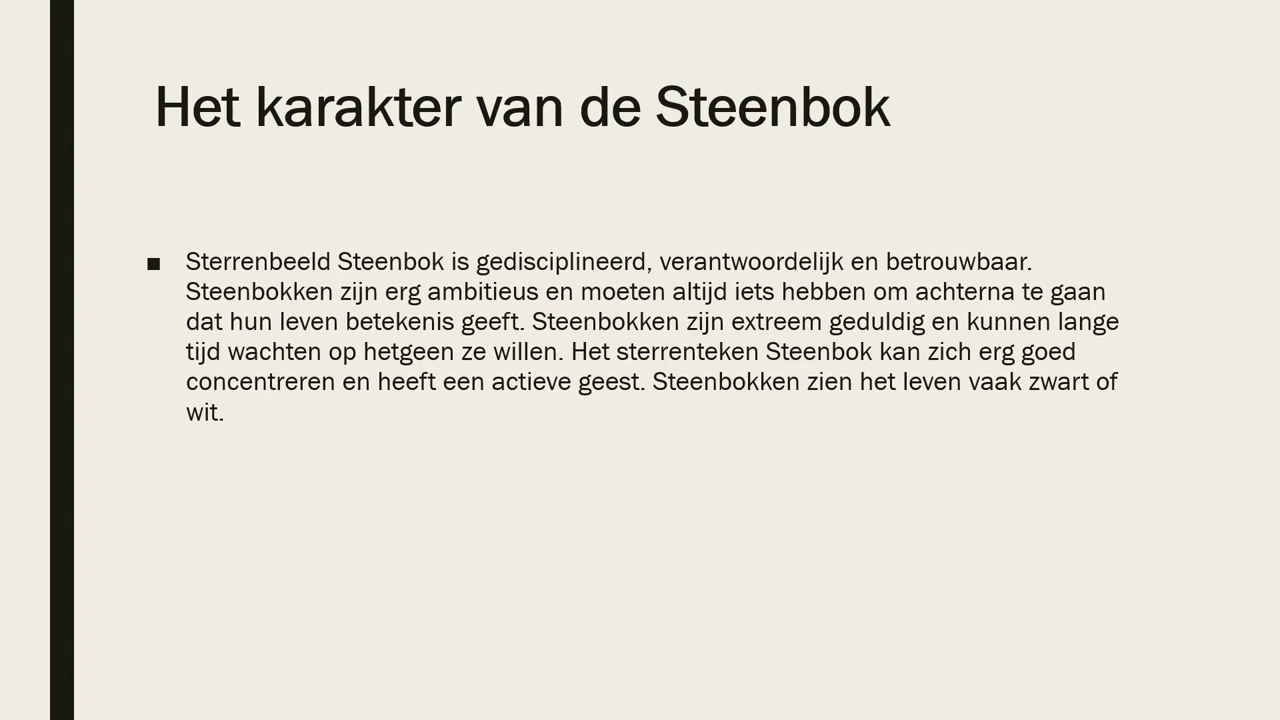 Het karakter van de Steenbok
▪ Sterrenbeeld Steenbok is gedisciplineerd, verantwoordelijk en betrouwbaar.
Steenbokken zijn erg ambitieus en moeten altijd iets hebben om achterna te gaan
dat hun leven betekenis geeft. Steenbokken zijn extreem geduldig en kunnen lange
tijd wachten op hetgeen ze willen. Het sterrenteken Steenbok kan zich erg goed
concentreren en heeft een actieve geest. Steenbokken zien het leven vaak zwart of
wit.